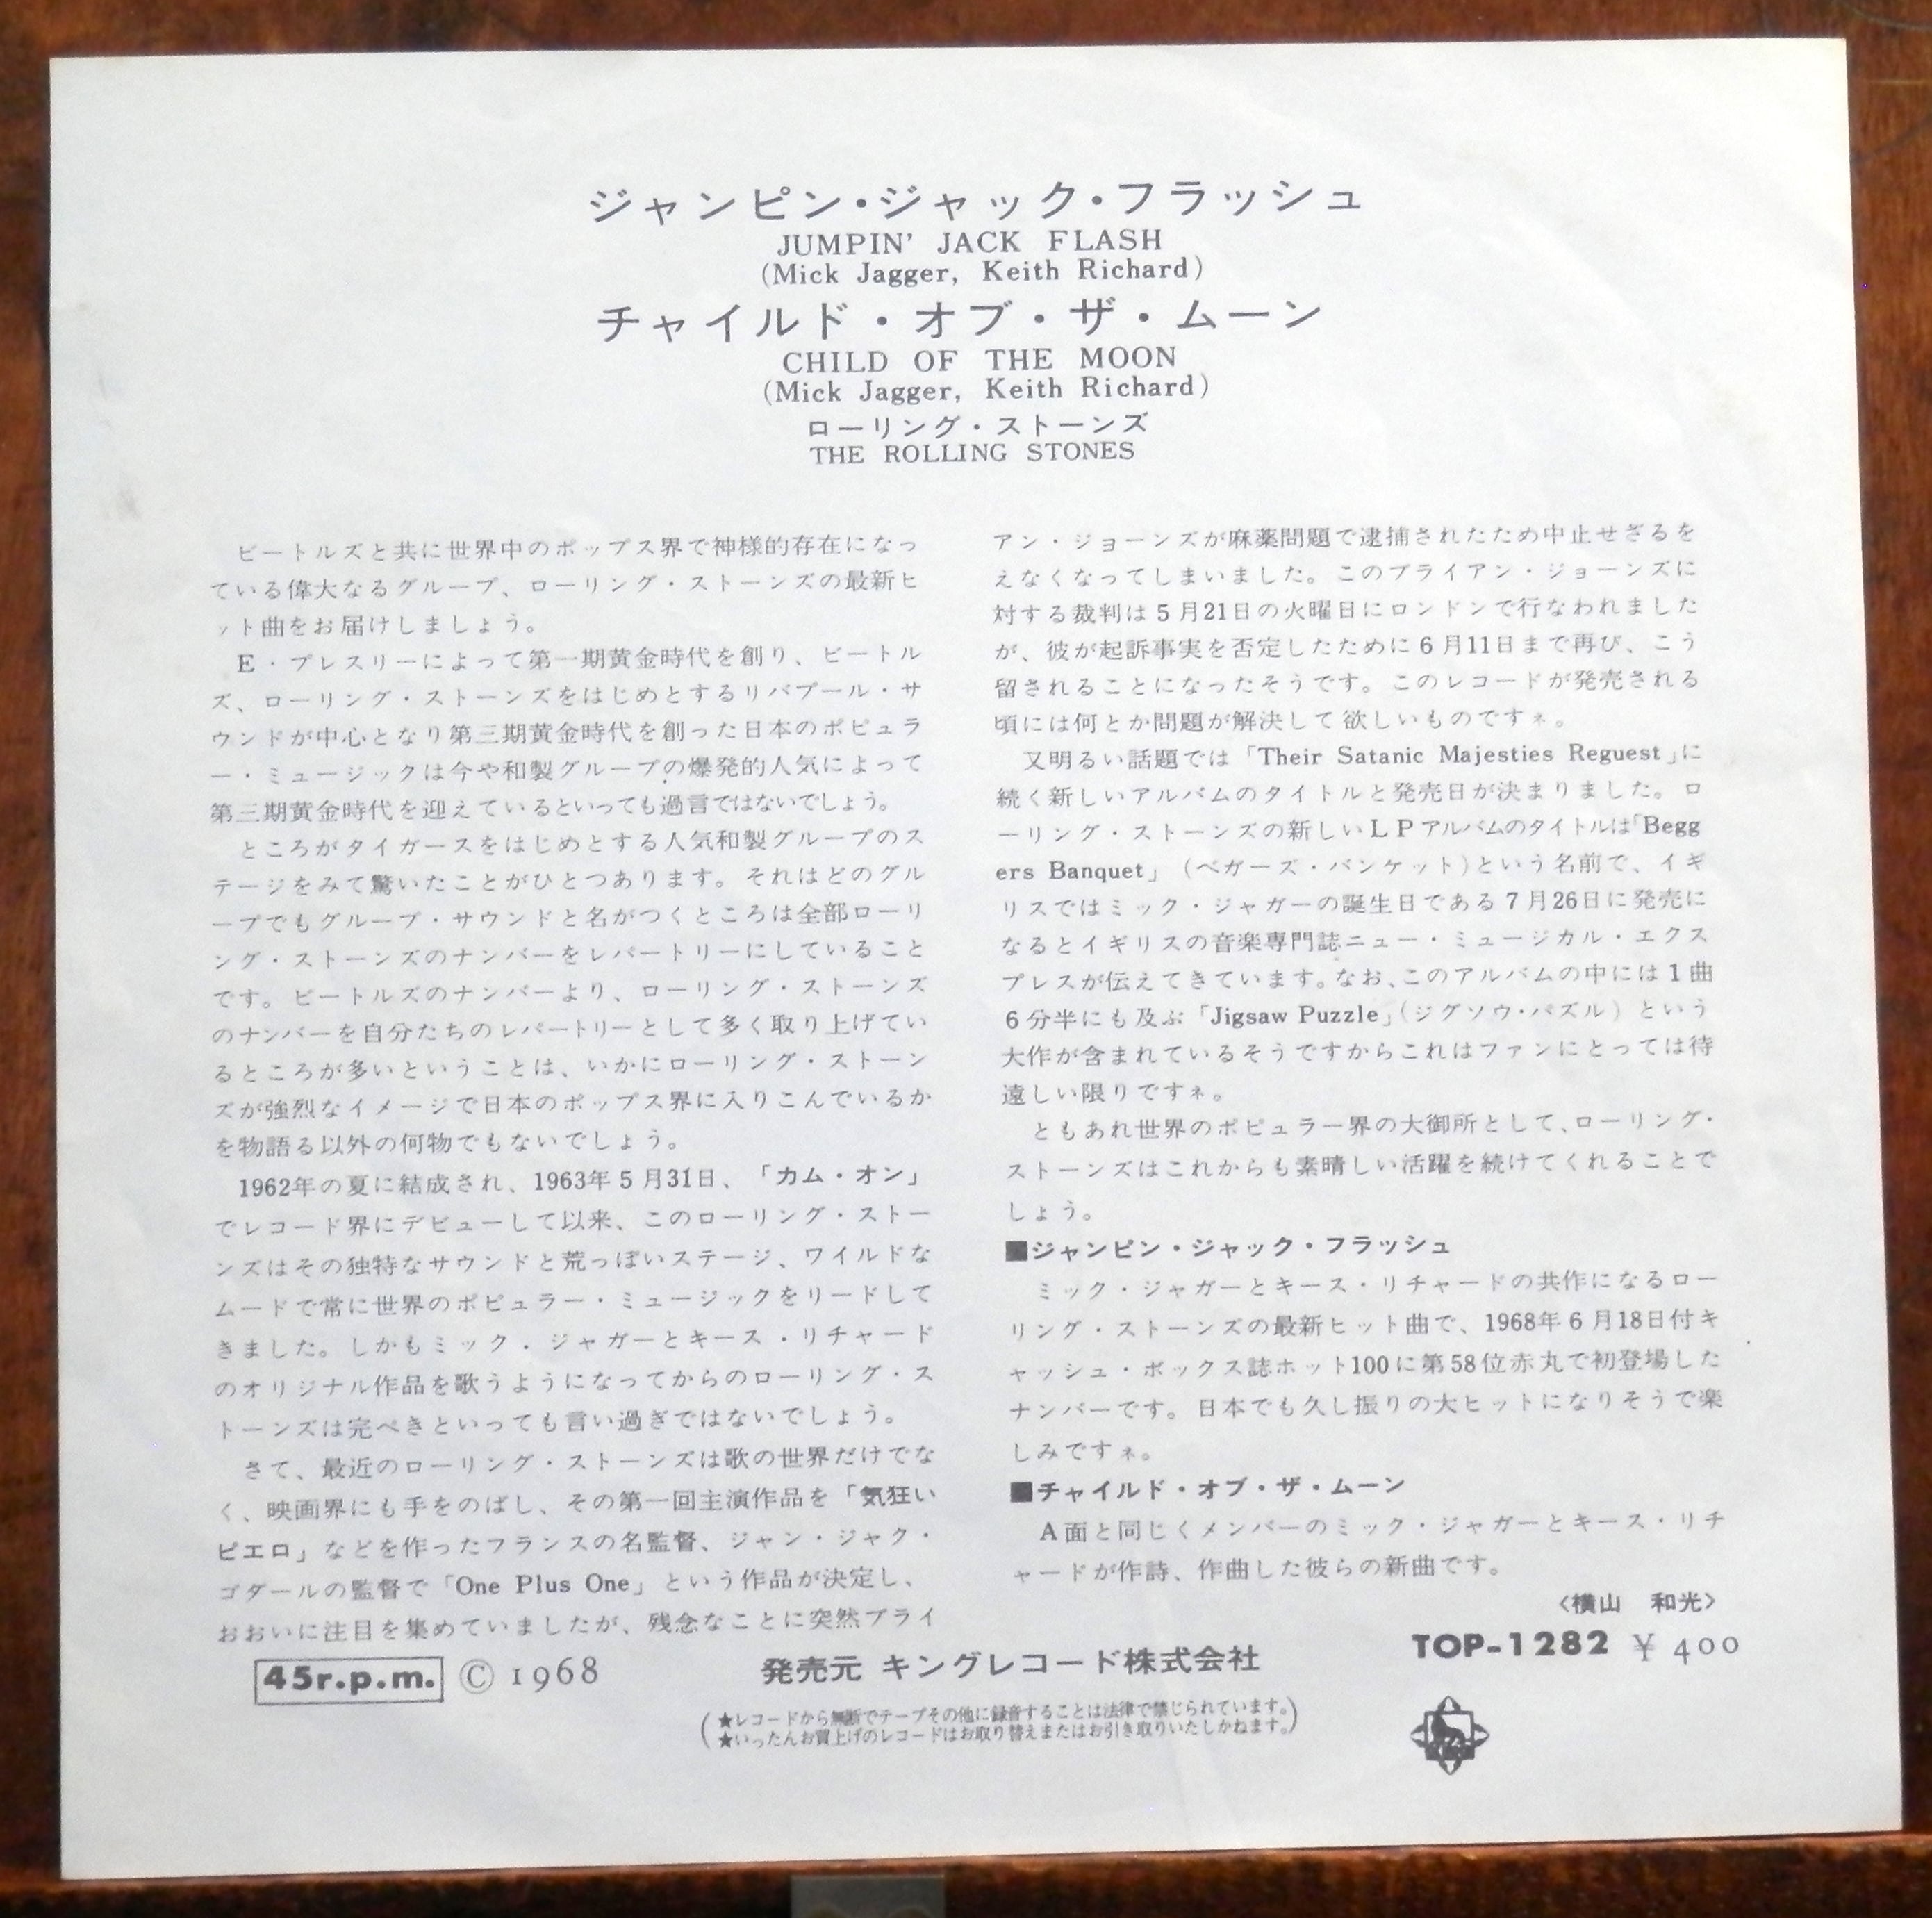 ジャンピン・ジャック・フラッシュ
JUMPIN' JACK FLASH
(Mick Jagger, Keith Richard)
チャイルド・オブ・ザ・ムーン
CHILD OF THE MOON
(Mick Jagger, Keith Richard)
ローリング・ストーンズ
THE ROLLING STONES
ビートルズと共に世界中のポップス界で神様的存在になっ
ている偉大なるグループ、ローリング・ストーンズの最新ヒ
ット曲をお届けしましょう。
E・プレスリーによって第一期黄金時代を創り、ビートル
ズ、ローリング・ストーンズをはじめとするリバプール・サ
ウンドが中心となり第三期黄金時代を創った日本のポピュラ
ー・ミュージックは今や和製グループの爆発的人気によって
第三期黄金時代を迎えているといっても過言ではないでしょう。
ところがタイガースをはじめとする人気和製グループのス
テージをみて驚いたことがひとつあります。それはどのグル
ープでもグループ・サウンドと名がつくところは全部ローリ
ング・ストーンズのナンバーをレパートリーにしていること
です。ビートルズのナンバーより、ローリング・ストーンズ
のナンバーを自分たちのレパートリーとして多く取り上げてい
るところが多いということは、いかにローリング・ストーン
ズが強烈なイメージで日本のポップス界に入りこんでいるか
を物語る以外の何物でもないでしょう。
1962年の夏に結成され、1963年5月31日、「カム・オン」
でレコード界にデビューして以来、このローリング・ストー
ンズはその独特なサウンドと荒っぽいステージ、ワイルドな
ムードで常に世界のポピュラー・ミュージックをリードして
きました。しかもミック・ジャガーとキース・リチャード
のオリジナル作品を歌うようになってからのローリング・ス
トーンズは完ぺきといっても言い過ぎではないでしょう。
さて、最近のローリング・ストーンズは歌の世界だけでな
く、映画界にも手をのばし、その第一回主演作品を「気狂い
ピエロ」などを作ったフランスの名監督、ジャン・ジャク・
ゴダールの監督で「One Plus One」という作品が決定し、
おおいに注目を集めていましたが、残念なことに突然ブライ
アン・ジョーンズが麻薬問題で逮捕されたため中止せざるを
えなくなってしまいました。このブライアン・ジョーンズに
対する裁判は5月21日の火曜日にロンドンで行なわれました
が、彼が起訴事実を否定したために6月11日まで再び、こう
留されることになったそうです。このレコードが発売される
頃には何とか問題が解決して欲しいものですネ。
又明るい話題では「Their Satanic Majesties Reguest」に
続く新しいアルバムのタイトルと発売日が決まりました。ロ
ーリング・ストーンズの新しいLPアルバムのタイトルは「Begg
ers Banquet」(ベガーズ・バンケット)という名前で、イギ
リスではミック・ジャガーの誕生日である7月26日に発売に
なるとイギリスの音楽専門誌ニュー・ミュージカル・エクス
プレスが伝えてきています。なお、このアルバムの中には1曲
6分半にも及ぶ「Jigsaw Puzzle」(ジグソウ・パズル)という
大作が含まれているそうですからこれはファンにとっては待
遠しい限りですネ。
ともあれ世界のポピュラー界の大御所として、ローリング・
ストーンズはこれからも素晴しい活躍を続けてくれることで
しょう。
■ジャンピン・ジャック・フラッシュ
ミック・ジャガーとキース・リチャードの共作になるロー
リング・ストーンズの最新ヒット曲で、1968年6月18日付キ
ャッシュ・ボックス誌ホット100に第58位赤丸で初登場した
ナンバーです。日本でも久し振りの大ヒットになりそうで楽
しみですネ。
■チャイルド・オブ・ザ・ムーン
A面と同じくメンバーのミック・ジャガーとキース・リチ
ャードが作詩、作曲した彼らの新曲です。
<横山 和光>
TOP-1282 ¥400
45r.p.m. © 1968
発売元 キングレコード株式会社
(★レコードから無断でテープその他に録音することは法律で禁じられています。
★いったんお買上げのレコードはお取り替えまたはお引き取りいたしかねます。)